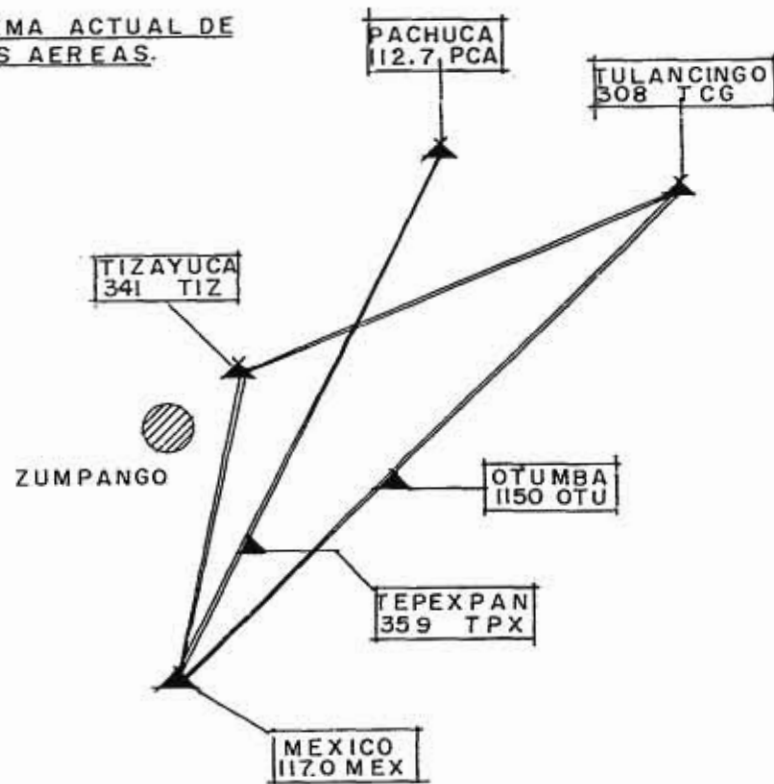 MA ACTUAL DE
S AEREAS.
PACHUCA
112.7 PCA
TULANCINGO
308 TCG
TIZAYUCA
341 TIZ
ZUMPANGO
OTUMBA
1150 OTU
TEPEXPAN
359 TPX
MEXICO
117.0 MEX